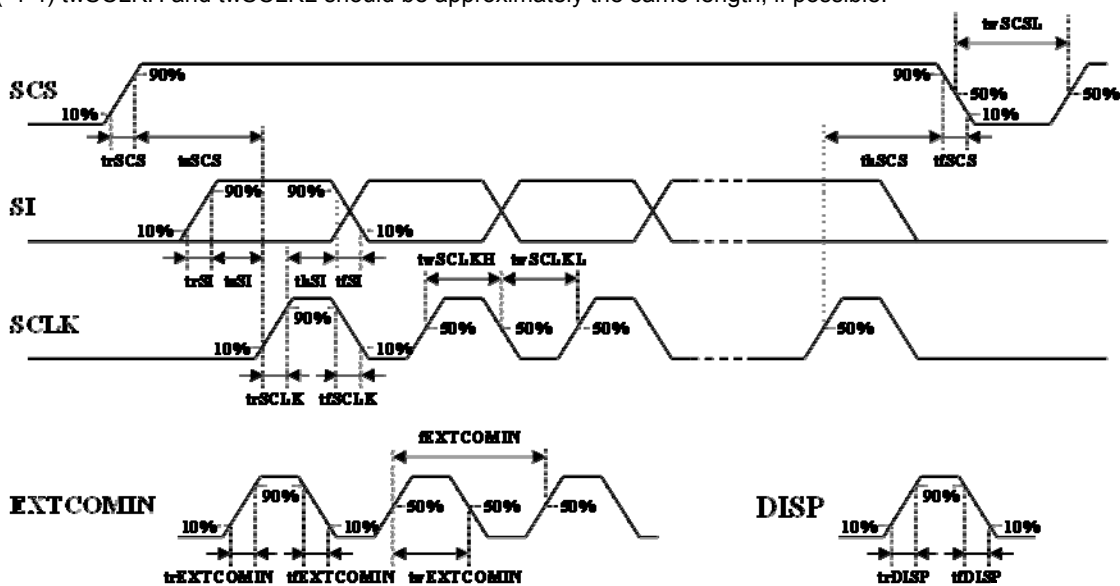 twSCSL
90% 90%
SCS 50% 50%
10% 10%
trSCS tsSCS thSCS tfSCS
90% 90%
SI
10% 10%
twSCLKH twSCLKL
trSI tsSI thSI tfSI
SCLK 90% 50% 50% 50% 50%
10% 10%
trSCLK tfSCLK
fEXTCOMIN
EXTCOMIN 90% 50% 50% 50% DISP 90%
10% 10% 10% 10%
trEXTCOMIN tfEXTCOMIN twEXTCOMIN trDISP tfDISP